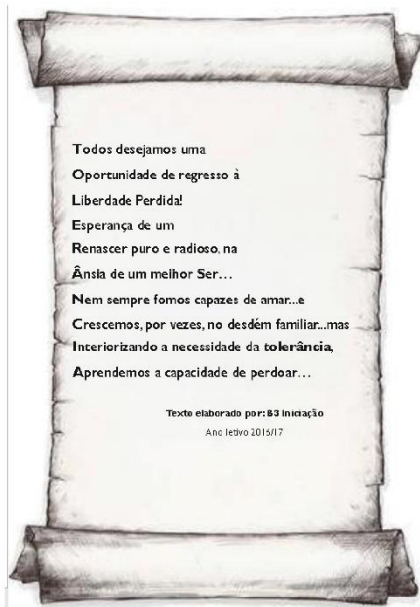 Todos desejamos uma
Oportunidade de regresso à
Liberdade Perdida!
Esperança de um
Renascer puro e radioso, na
Ânsia de um melhor Ser...
Nem sempre fomos capazes de amar...e
Crescemos, por vezes, no desdém familiar...mas
Interiorizando a necessidade da tolerância,
Aprendemos a capacidade de perdoar...
Texto elaborado por: B3 Iniciação
Ano letivo 2016/17